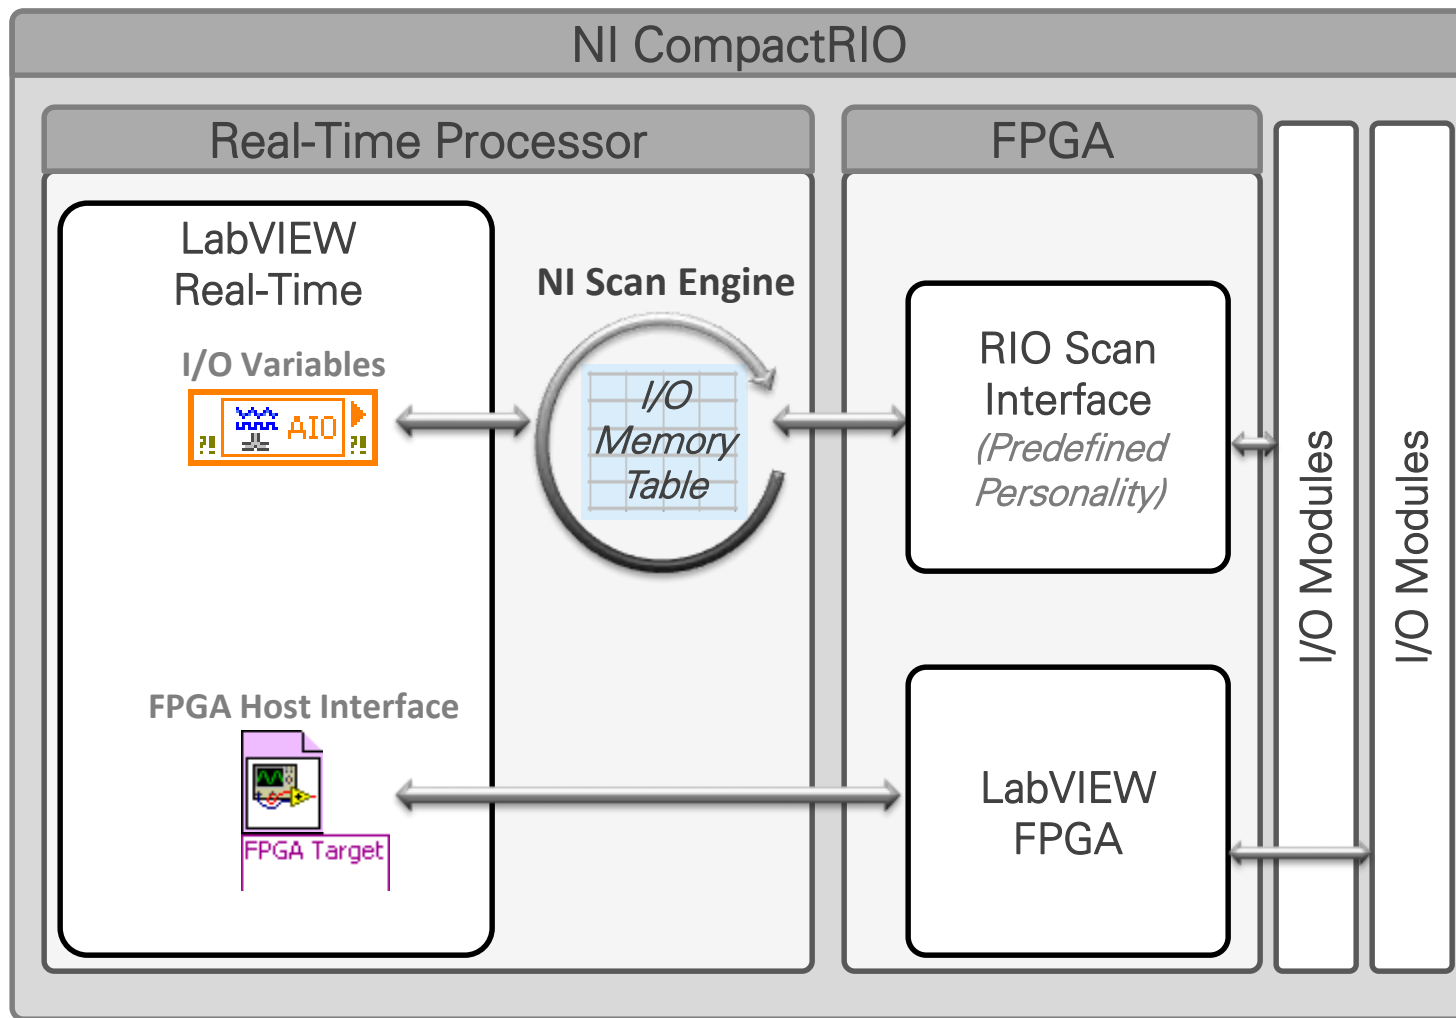 NI CompactRIO
Real-Time Processor
FPGA
LabVIEW
Real-Time
I/O Variables
?! AIO ?!
NI Scan Engine
I/O
Memory
Table
RIO Scan
Interface
(Predefined
Personality)
FPGA Host Interface
FPGA Target
LabVIEW
FPGA
I/O Modules
I/O Modules